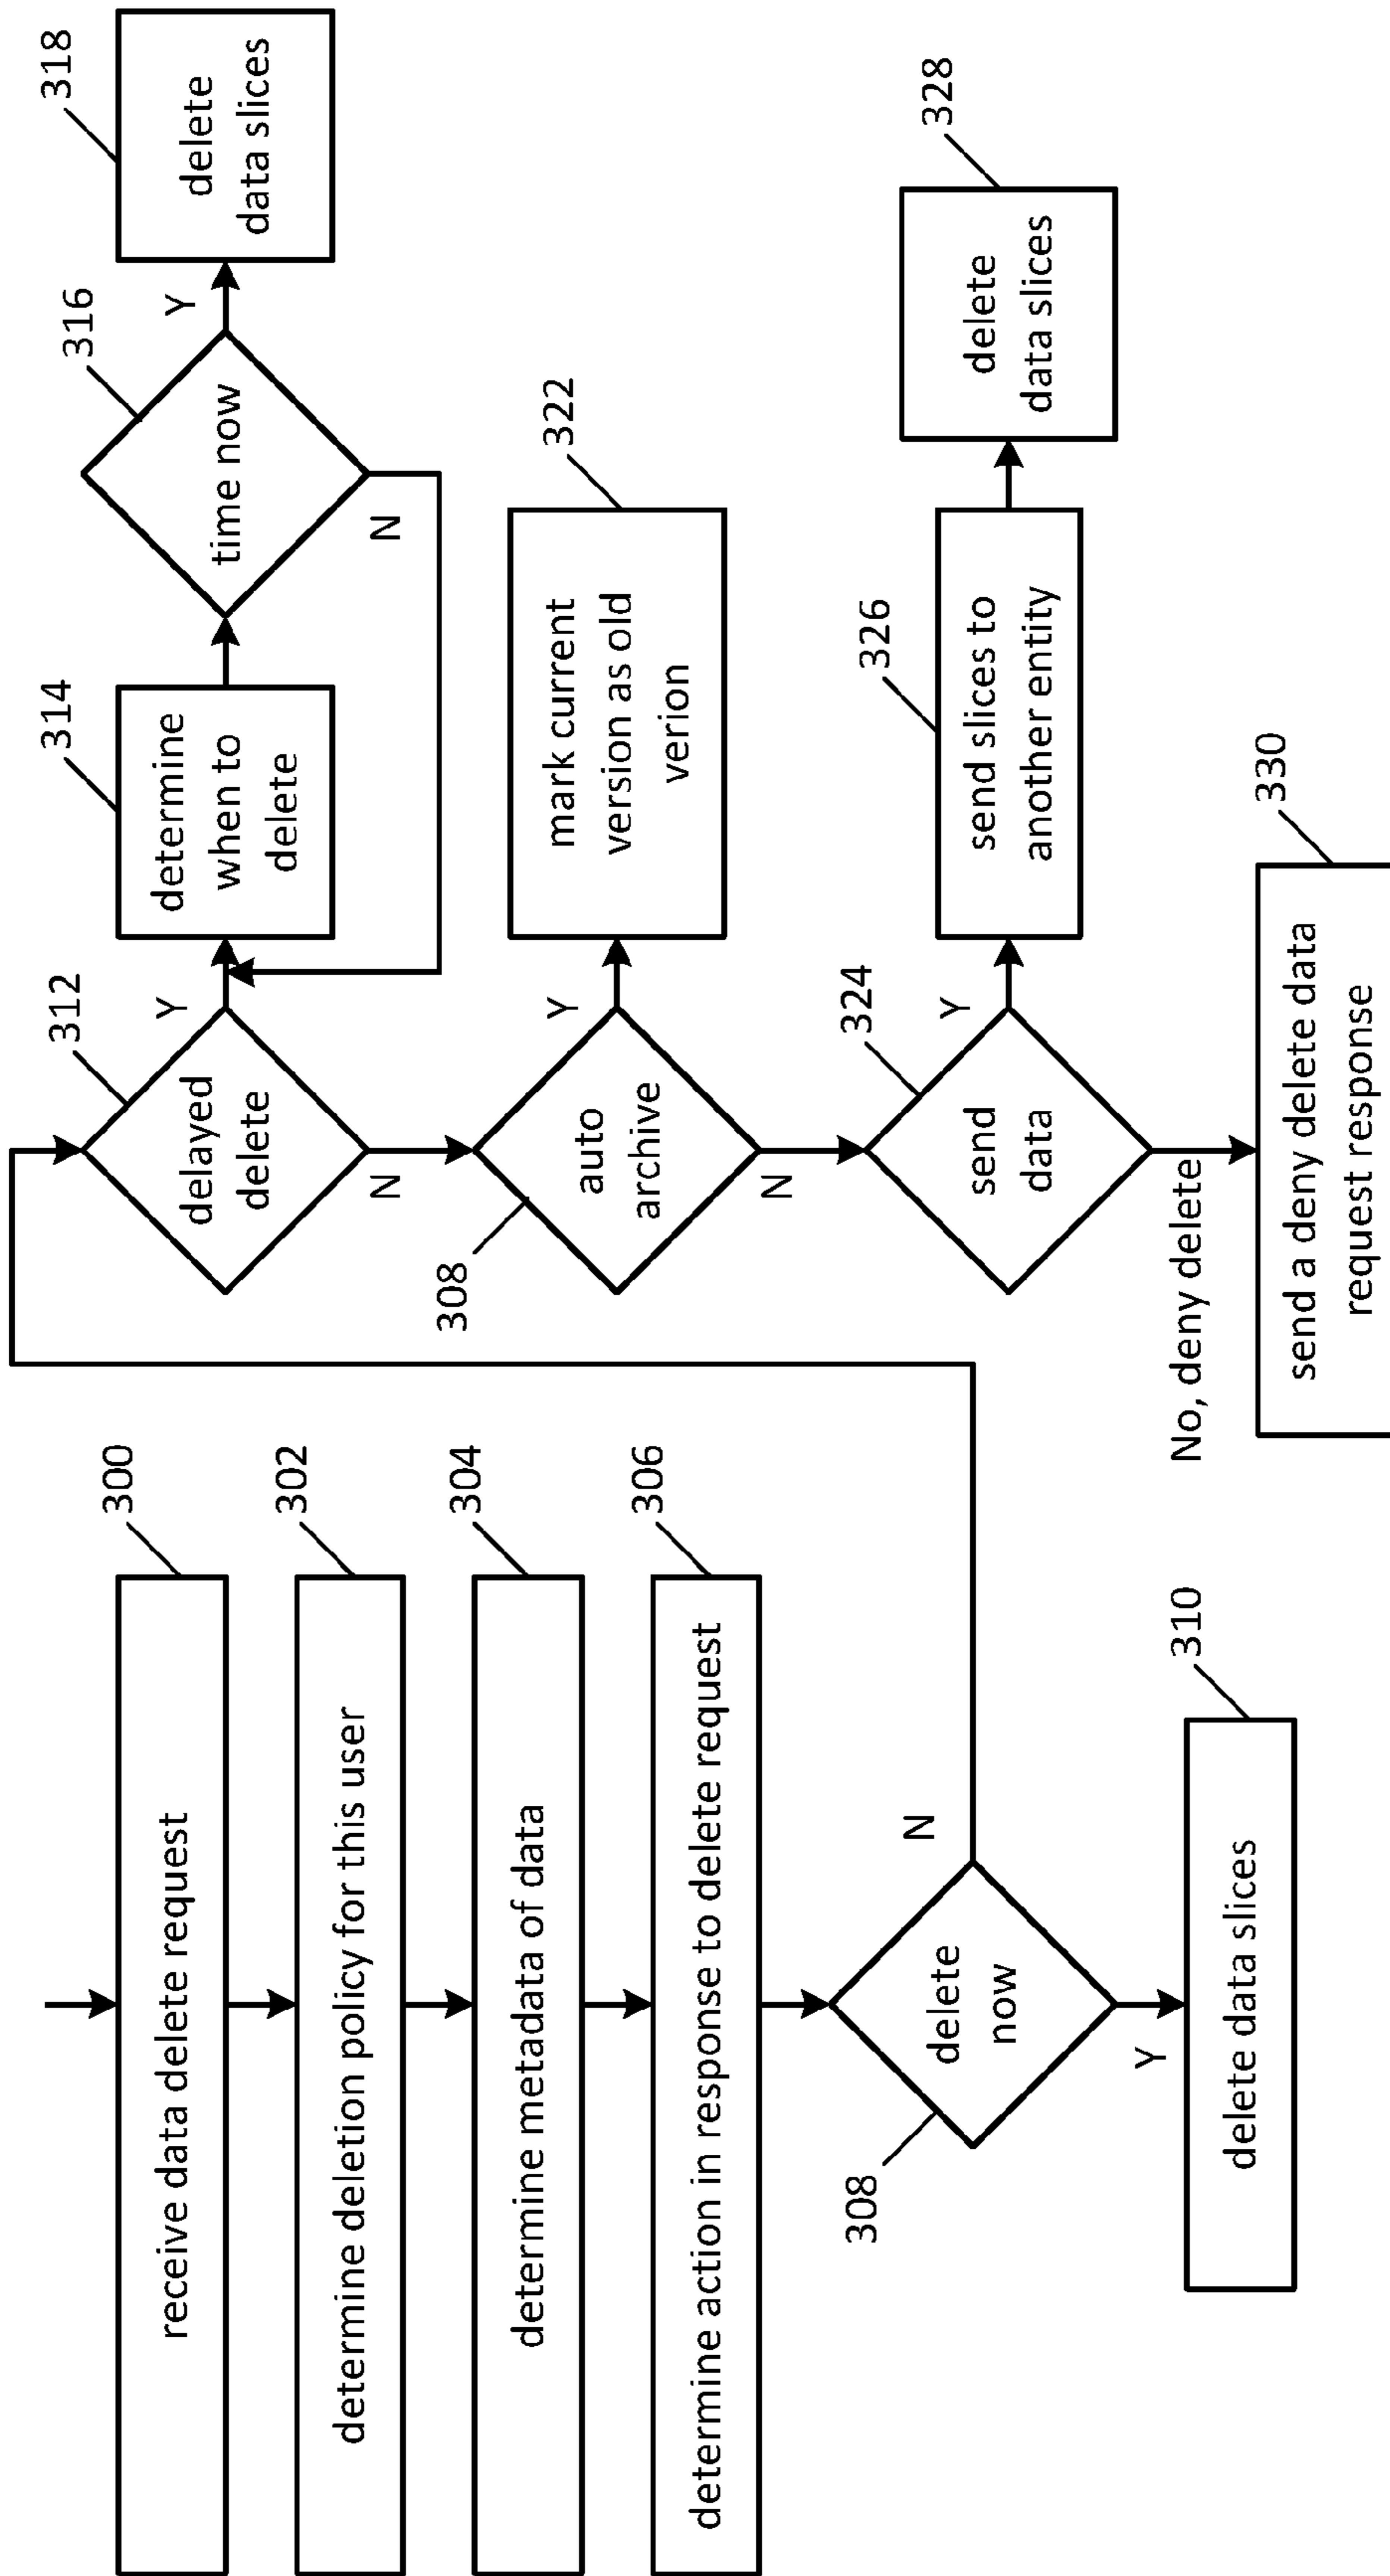 300
receive data delete request
302
determine deletion policy for this user
304
determine metadata of data
306
determine action in response to delete request
308
delete
now
N
Y
310
delete data slices
312
delayed
delete
Y
N
314
determine
when to
delete
316
time now
Y
N
318
delete
data slices
308
auto
archive
Y
N
322
mark current
version as old
verion
324
send
data
Y
No, deny delete
326
send slices to
another entity
328
delete
data slices
330
send a deny delete data
request response